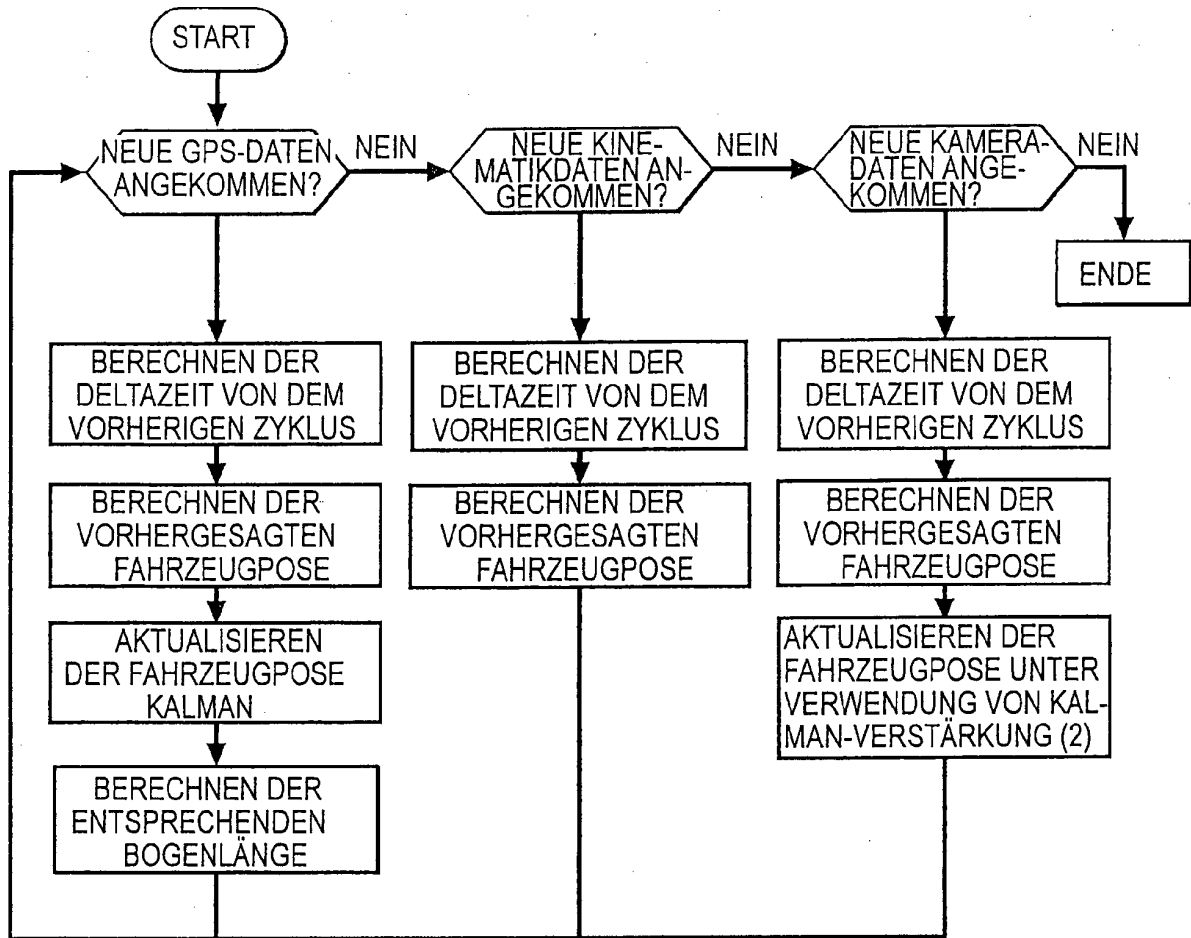 START
NEUE GPS-DATEN
ANGEKOMMEN?
NEIN
NEUE KINE-
MATIKDATEN AN-
GEKOMMEN?
NEIN
NEUE KAMERA-
DATEN ANGE-
KOMMEN?
NEIN
ENDE
BERECHNEN DER
DELTAZEIT VON DEM
VORHERIGEN ZYKLUS
BERECHNEN DER
VORHERGESAGTEN
FAHRZEUGPOSE
AKTUALISIEREN
DER FAHRZEUGPOSE
KALMAN
BERECHNEN DER
ENTSPRECHENDEN
BOGENLÄNGE
BERECHNEN DER
DELTAZEIT VON DEM
VORHERIGEN ZYKLUS
BERECHNEN DER
VORHERGESAGTEN
FAHRZEUGPOSE
BERECHNEN DER
DELTAZEIT VON DEM
VORHERIGEN ZYKLUS
BERECHNEN DER
VORHERGESAGTEN
FAHRZEUGPOSE
AKTUALISIEREN DER
FAHRZEUGPOSE UNTER
VERWENDUNG VON KAL-
MAN-VERSTÄRKUNG (2)